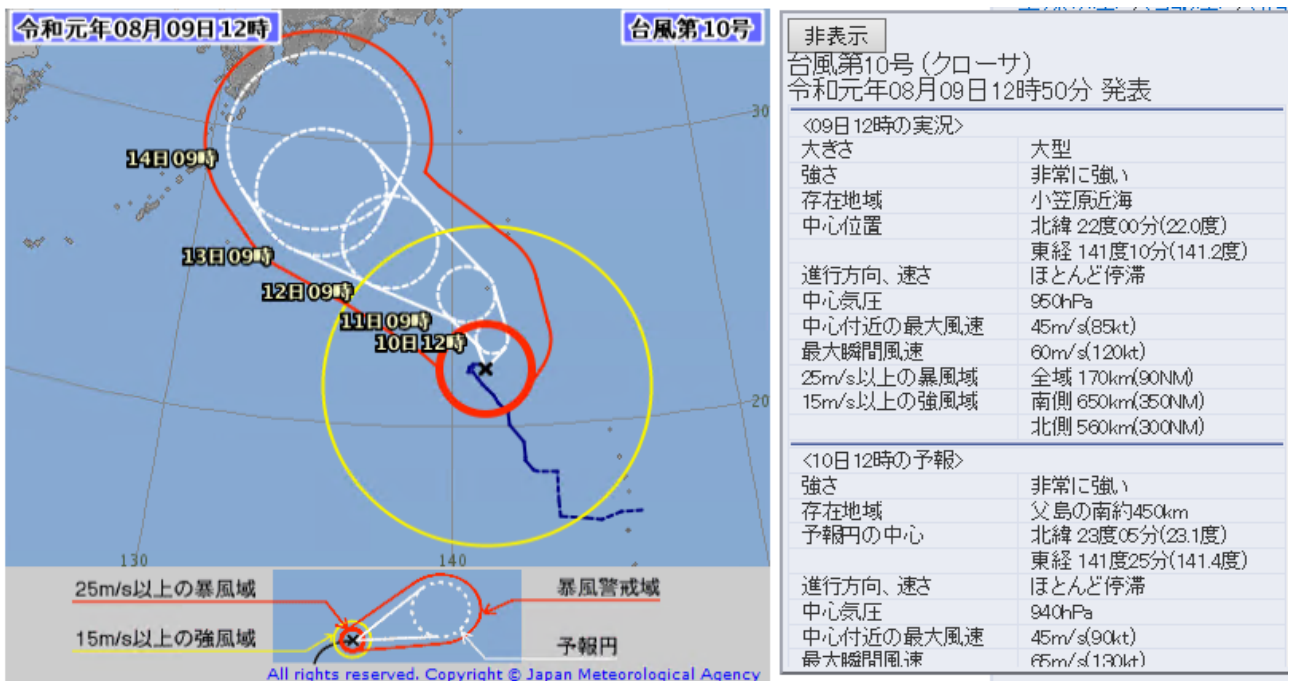 令和元年08月09日12時
台風第10号
30
14日09時
13日09時
12日09時
11日09時
10日12時
20
130
140
25m/s以上の暴風域
暴風警戒域
15m/s以上の強風域
予報円
All rights reserved. Copyright © Japan Meteorological Agency
非表示
台風第10号 (クローサ)
令和元年08月09日12時50分 発表
<09日12時の実況>
大きさ 大型
強さ 非常に強い
存在地域 小笠原近海
中心位置 北緯 22度00分(22.0度)
東経 141度10分(141.2度)
進行方向、速さ ほとんど停滞
中心気圧 950hPa
中心付近の最大風速 45m/s(85kt)
最大瞬間風速 60m/s(120kt)
25m/s以上の暴風域 全域 170km(90NM)
15m/s以上の強風域 南側 650km(350NM)
北側 560km(300NM)
<10日12時の予報>
強さ 非常に強い
存在地域 父島の南約450km
予報円の中心 北緯 23度05分(23.1度)
東経 141度25分(141.4度)
進行方向、速さ ほとんど停滞
中心気圧 940hPa
中心付近の最大風速 45m/s(90kt)
最大瞬間風速 65m/s(130kt)